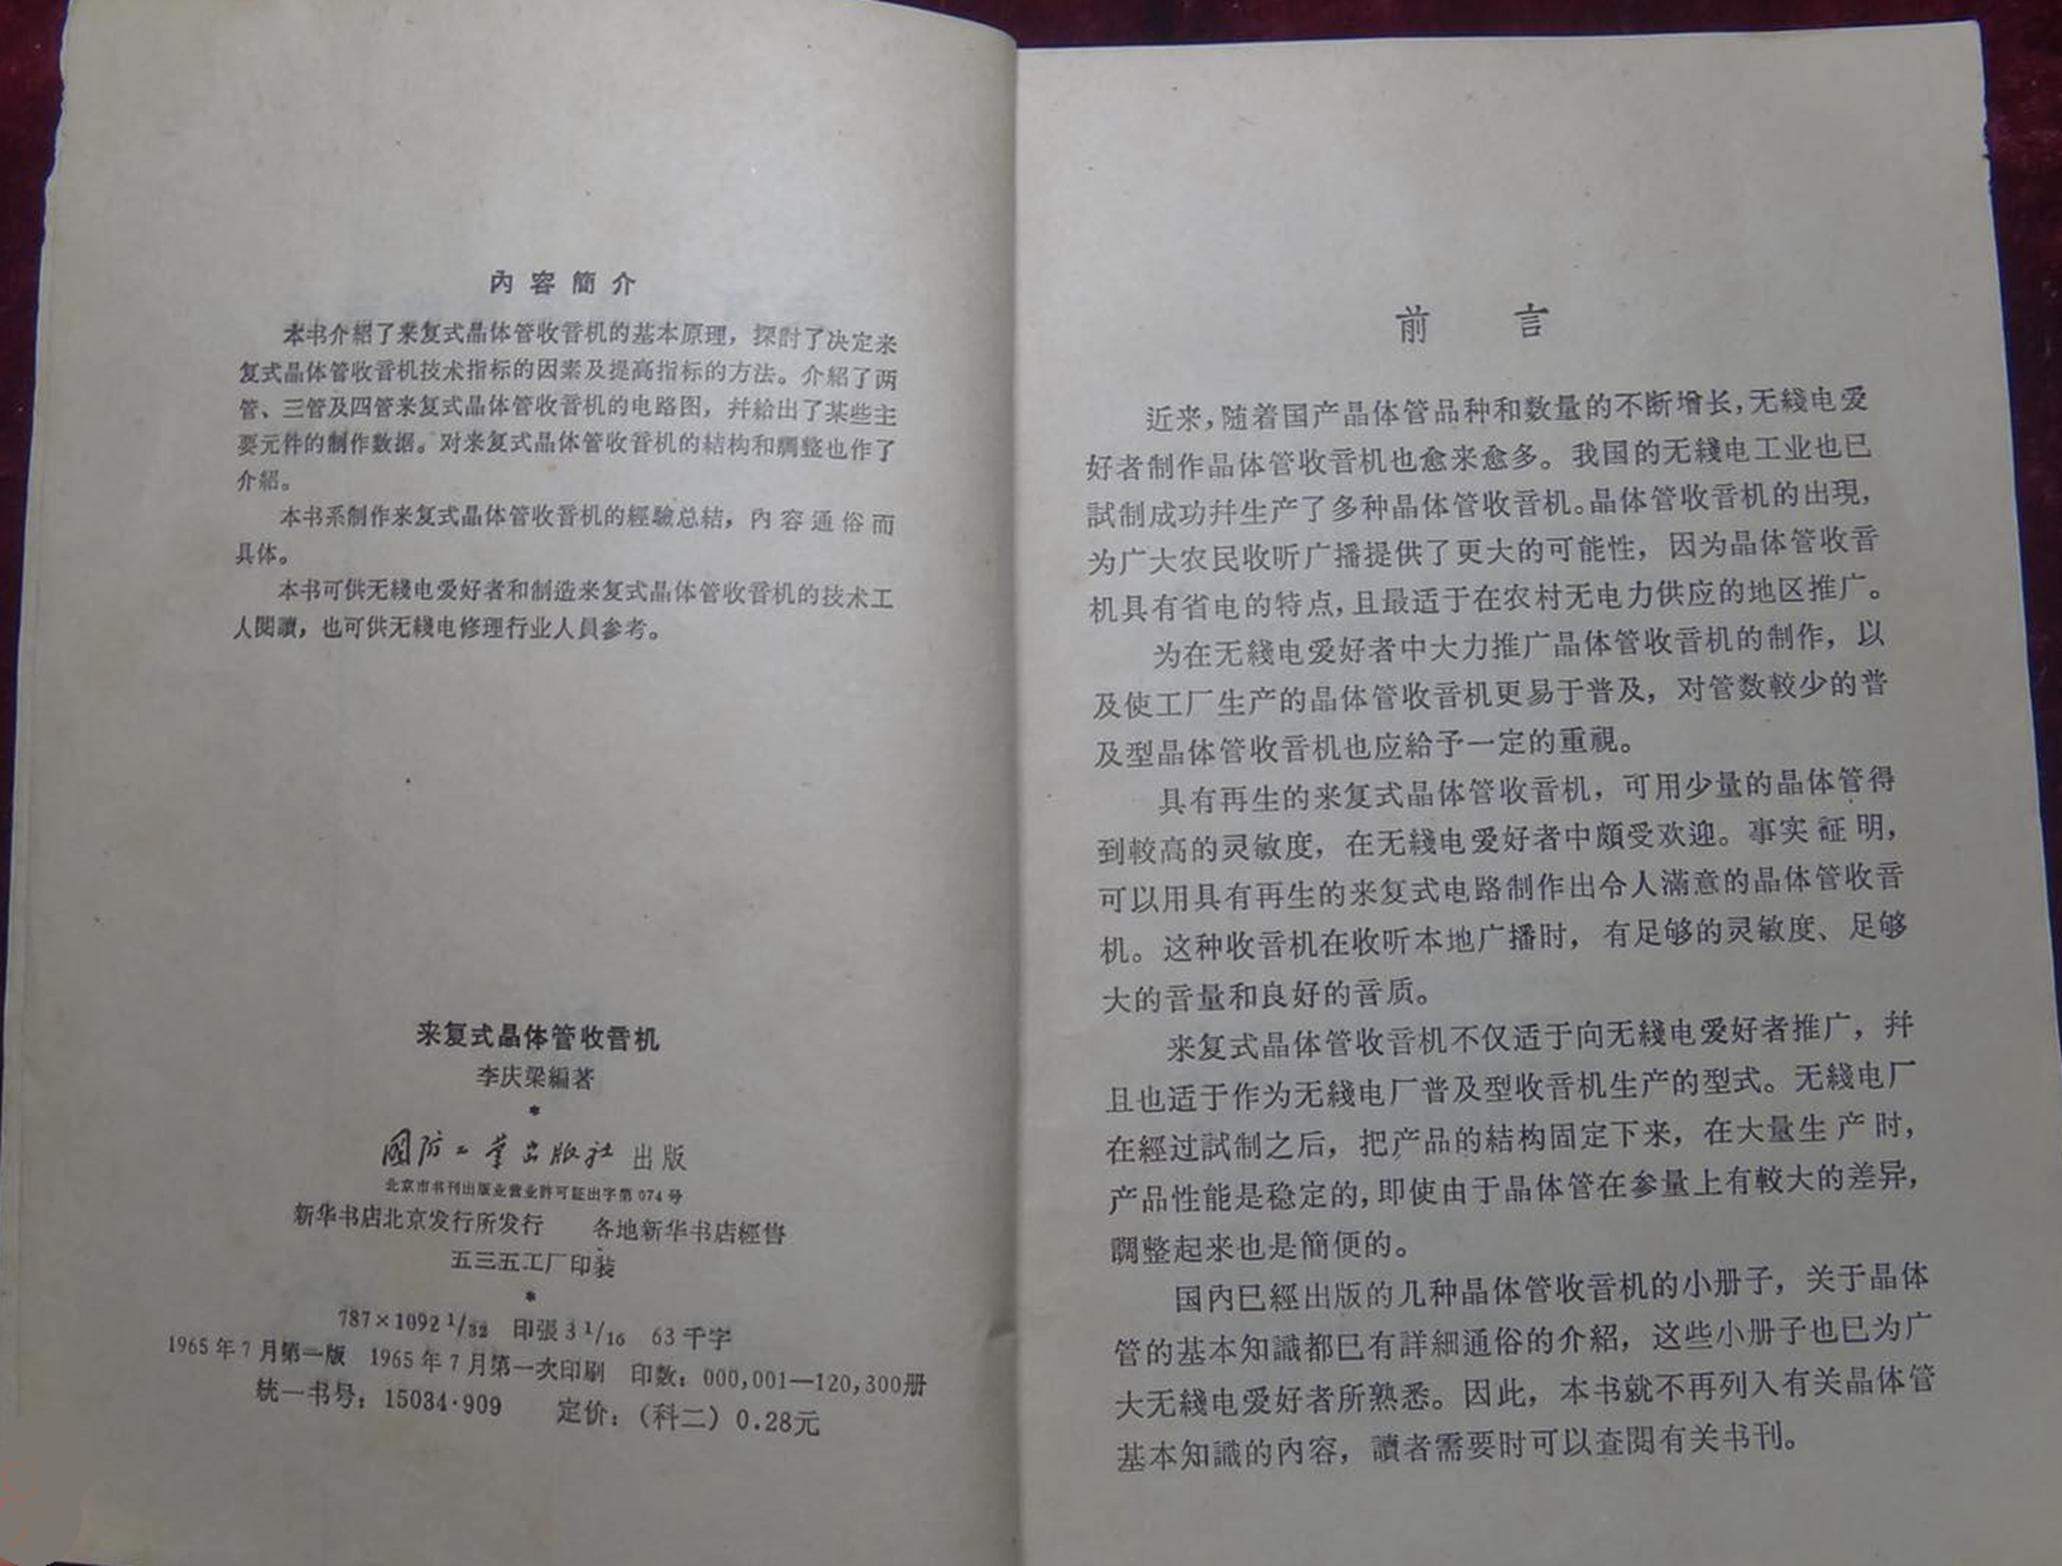 內容簡介
本书介紹了来复式晶体管收音机的基本原理，探討了决定来
复式晶体管收音机技术指标的因素及提高指标的方法。介紹了两
管、三管及四管来复式晶体管收音机的电路图，幷給出了某些主
要元件的制作数据。对来复式晶体管收音机的結构和調整也作了
介紹。
本书系制作来复式晶体管收音机的經驗总結，內容通俗而
具体。
本书可供无綫电爱好者和制造来复式晶体管收音机的技术工
人閱讀，也可供无綫电修理行业人員参考。
来复式晶体管收音机
李庆梁編著
*
國防工業出版社 出版
北京市书刊出版业营业許可証出字第 074 号
新华书店北京发行所发行 各地新华书店經售
五三五工厂印装
*
787×1092 1/32 印張 3 1/16 63 千字
1965 年 7 月第一版 1965 年 7 月第一次印刷 印数：000,001—120,300册
統一书号：15034·909 定价：（科二）0.28元
前言
近来，随着国产晶体管品种和数量的不断增长，无綫电爱
好者制作晶体管收音机也愈来愈多。我国的无綫电工业也已
試制成功幷生产了多种晶体管收音机。晶体管收音机的出現，
为广大农民收听广播提供了更大的可能性，因为晶体管收音
机具有省电的特点，且最适于在农村无电力供应的地区推广。
为在无綫电爱好者中大力推广晶体管收音机的制作，以
及使工厂生产的晶体管收音机更易于普及，对管数較少的普
及型晶体管收音机也应給予一定的重視。
具有再生的来复式晶体管收音机，可用少量的晶体管得
到較高的灵敏度，在无綫电爱好者中頗受欢迎。事实証明，
可以用具有再生的来复式电路制作出令人滿意的晶体管收音
机。这种收音机在收听本地广播时，有足够的灵敏度、足够
大的音量和良好的音质。
来复式晶体管收音机不仅适于向无綫电爱好者推广，幷
且也适于作为无綫电厂普及型收音机生产的型式。无綫电厂
在經过試制之后，把产品的結构固定下来，在大量生产时，
产品性能是稳定的，即使由于晶体管在参量上有較大的差异，
調整起来也是簡便的。
国內已經出版的几种晶体管收音机的小册子，关于晶体
管的基本知識都已有詳細通俗的介紹，这些小册子也已为广
大无綫电爱好者所熟悉。因此，本书就不再列入有关晶体管
基本知識的內容，讀者需要时可以查閱有关书刊。